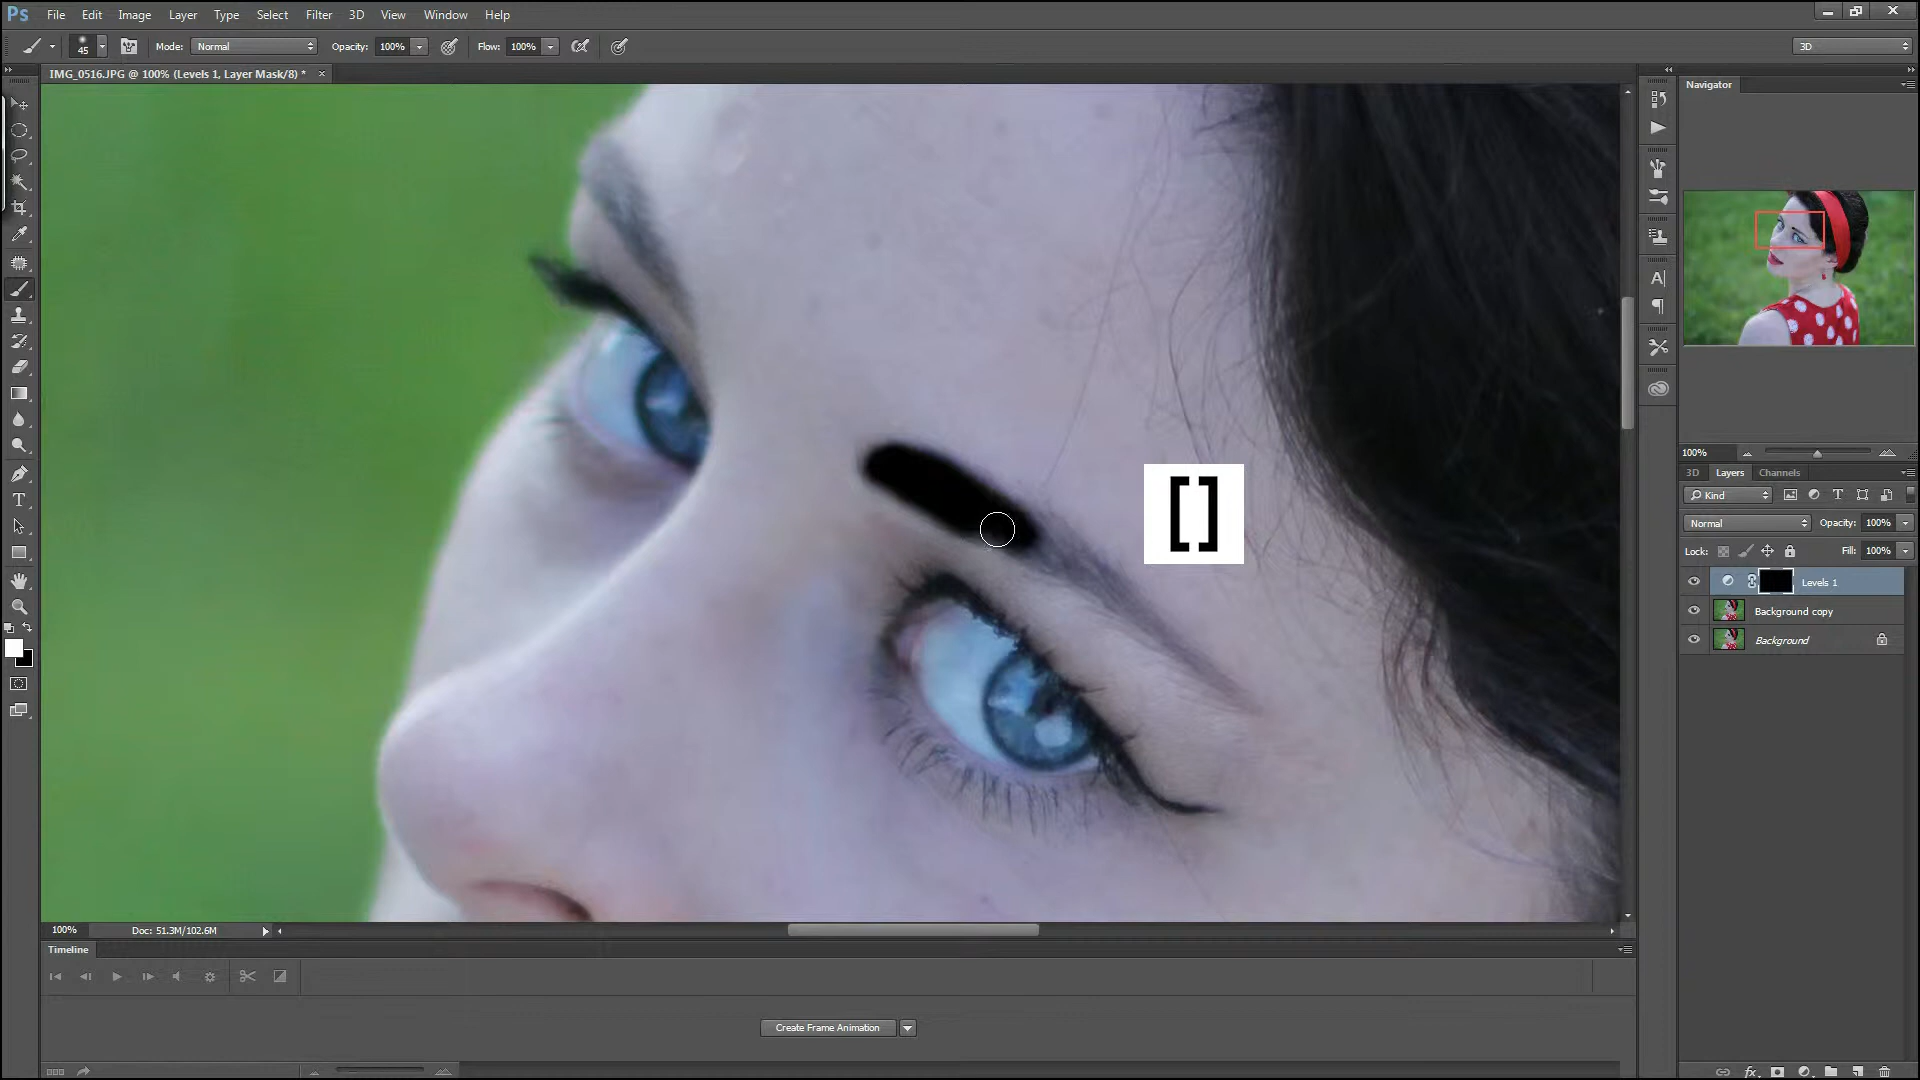 Ps File Edit Image Layer Type Select Filter 3D View Window Help
45 Mode: Normal Opacity: 100% Flow: 100% 3D
IMG_0516.JPG @ 100% (Levels 1, Layer Mask/8) * ×
Navigator
[]
100%
3D Layers Channels
Kind
Normal Opacity: 100%
Lock: Fill: 100%
Levels 1
Background copy
Background
100% Doc: 51.3M/102.6M
Timeline
Create Frame Animation